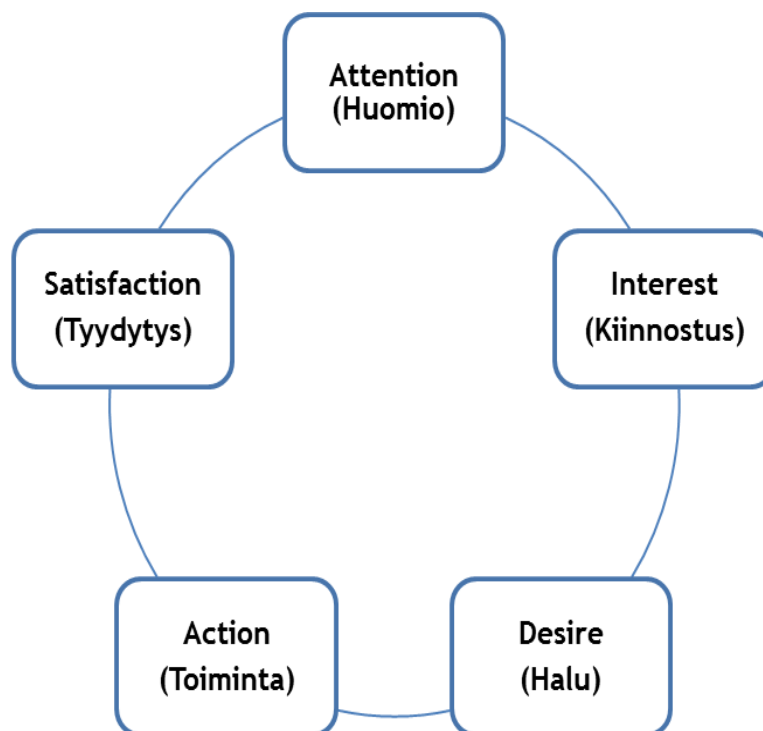 Attention
(Huomio)
Interest
(Kiinnostus)
Desire
(Halu)
Action
(Toiminta)
Satisfaction
(Tyydytys)